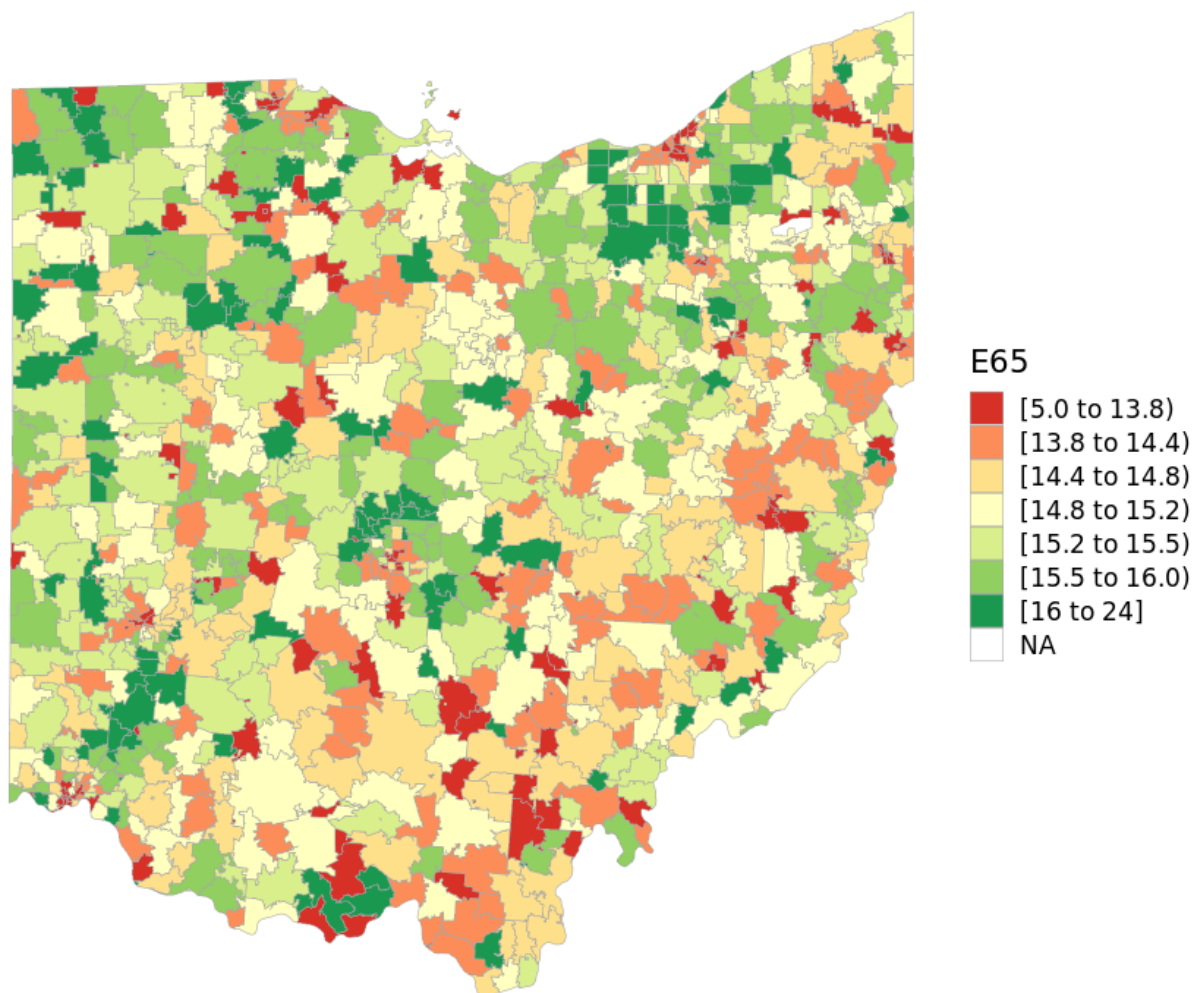 E65
[5.0 to 13.8)
[13.8 to 14.4)
[14.4 to 14.8)
[14.8 to 15.2)
[15.2 to 15.5)
[15.5 to 16.0)
[16 to 24]
NA